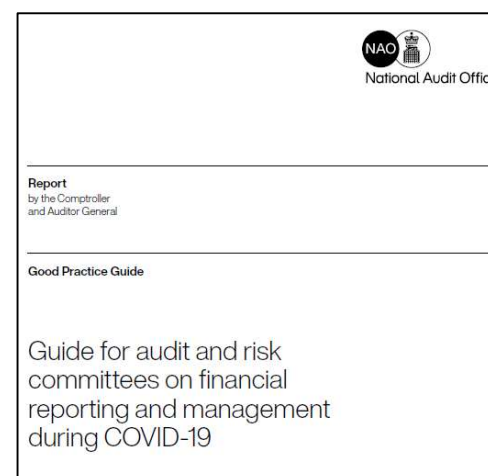 NAO
National Audit Offic
Report
by the Comptroller
and Auditor General
Good Practice Guide
Guide for audit and risk
committees on financial
reporting and management
during COVID-19